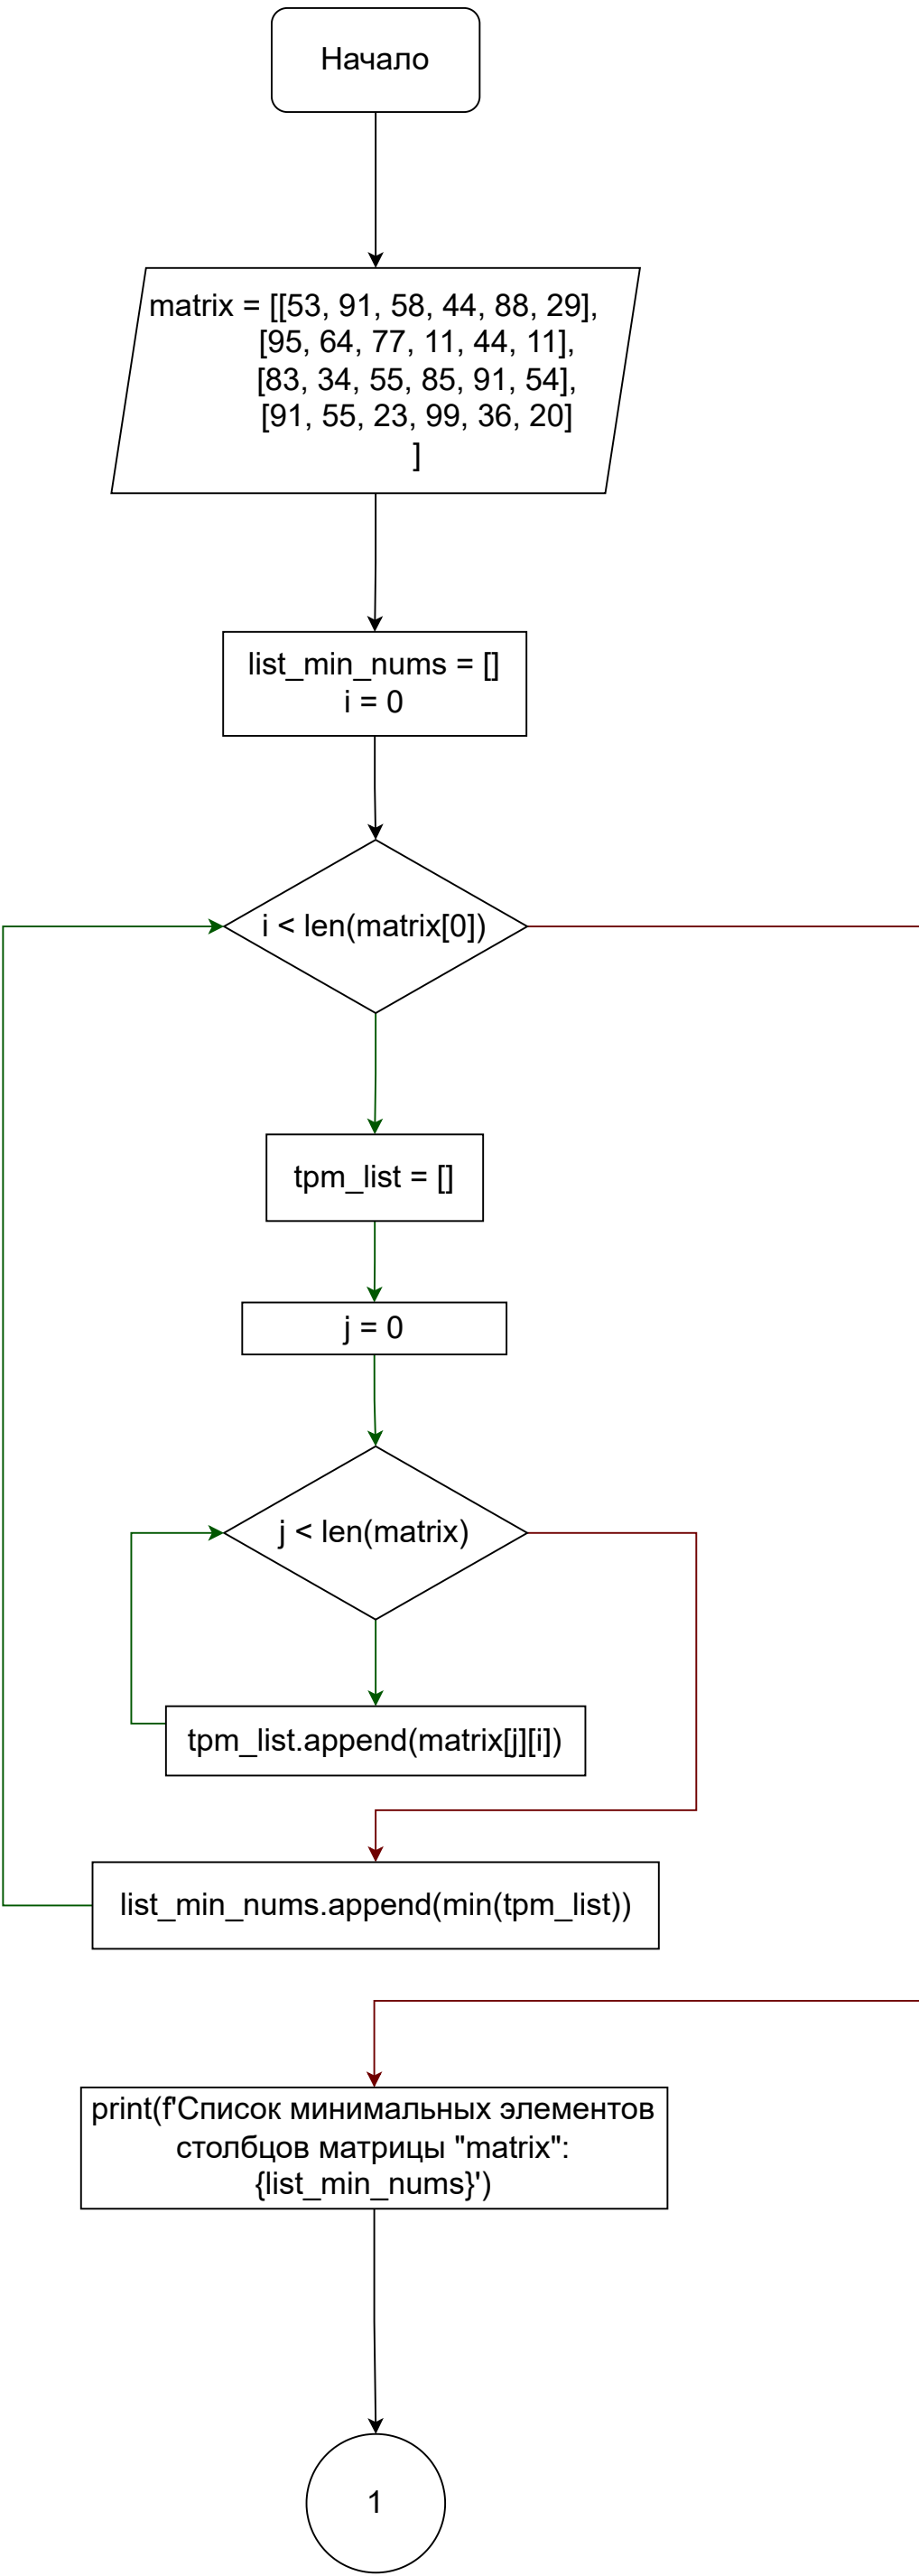 Начало
matrix = [[53, 91, 58, 44, 88, 29],
[95, 64, 77, 11, 44, 11],
[83, 34, 55, 85, 91, 54],
[91, 55, 23, 99, 36, 20]
]
list_min_nums = []
i = 0
i < len(matrix[0])
tpm_list = []
j = 0
j < len(matrix)
tpm_list.append(matrix[j][i])
list_min_nums.append(min(tpm_list))
print(f'Список минимальных элементов
столбцов матрицы "matrix":
{list_min_nums}')
1